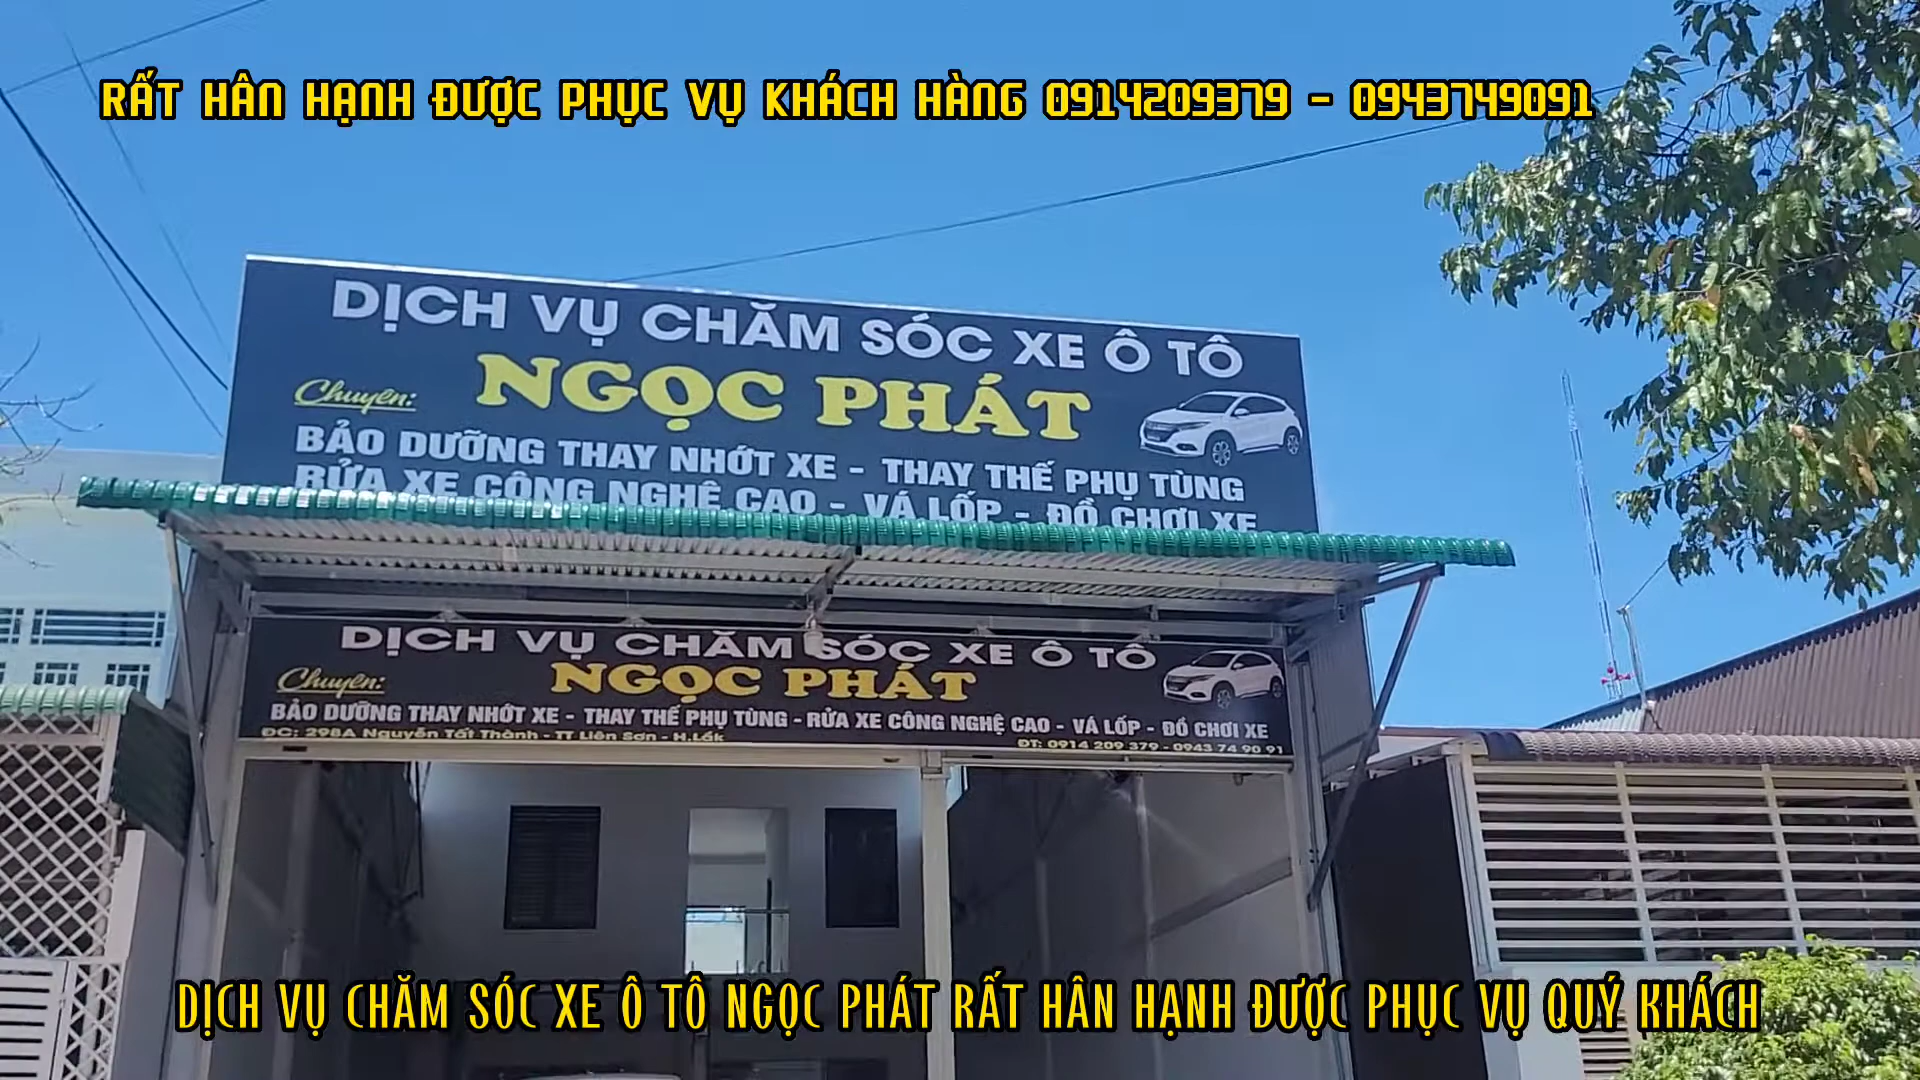 RẤT HÂN HẠNH ĐƯỢC PHỤC VỤ KHÁCH HÀNG 0914209379 - 0943749091
DỊCH VỤ CHĂM SÓC XE Ô TÔ
Chuyên: NGỌC PHÁT
BẢO DƯỠNG THAY NHỚT XE - THAY THẾ PHỤ TÙNG
RỬA XE CÔNG NGHỆ CAO - VÁ LỐP - ĐỒ CHƠI XE
DỊCH VỤ CHĂM SÓC XE Ô TÔ
Chuyên: NGỌC PHÁT
BẢO DƯỠNG THAY NHỚT XE - THAY THẾ PHỤ TÙNG - RỬA XE CÔNG NGHỆ CAO - VÁ LỐP - ĐỒ CHƠI XE
ĐC: 298A Nguyễn Tất Thành - TT Liên Sơn - H.Lắk
ĐT: 0914 209 379 - 0943 74 90 91
DỊCH VỤ CHĂM SÓC XE Ô TÔ NGỌC PHÁT RẤT HÂN HẠNH ĐƯỢC PHỤC VỤ QUÝ KHÁCH